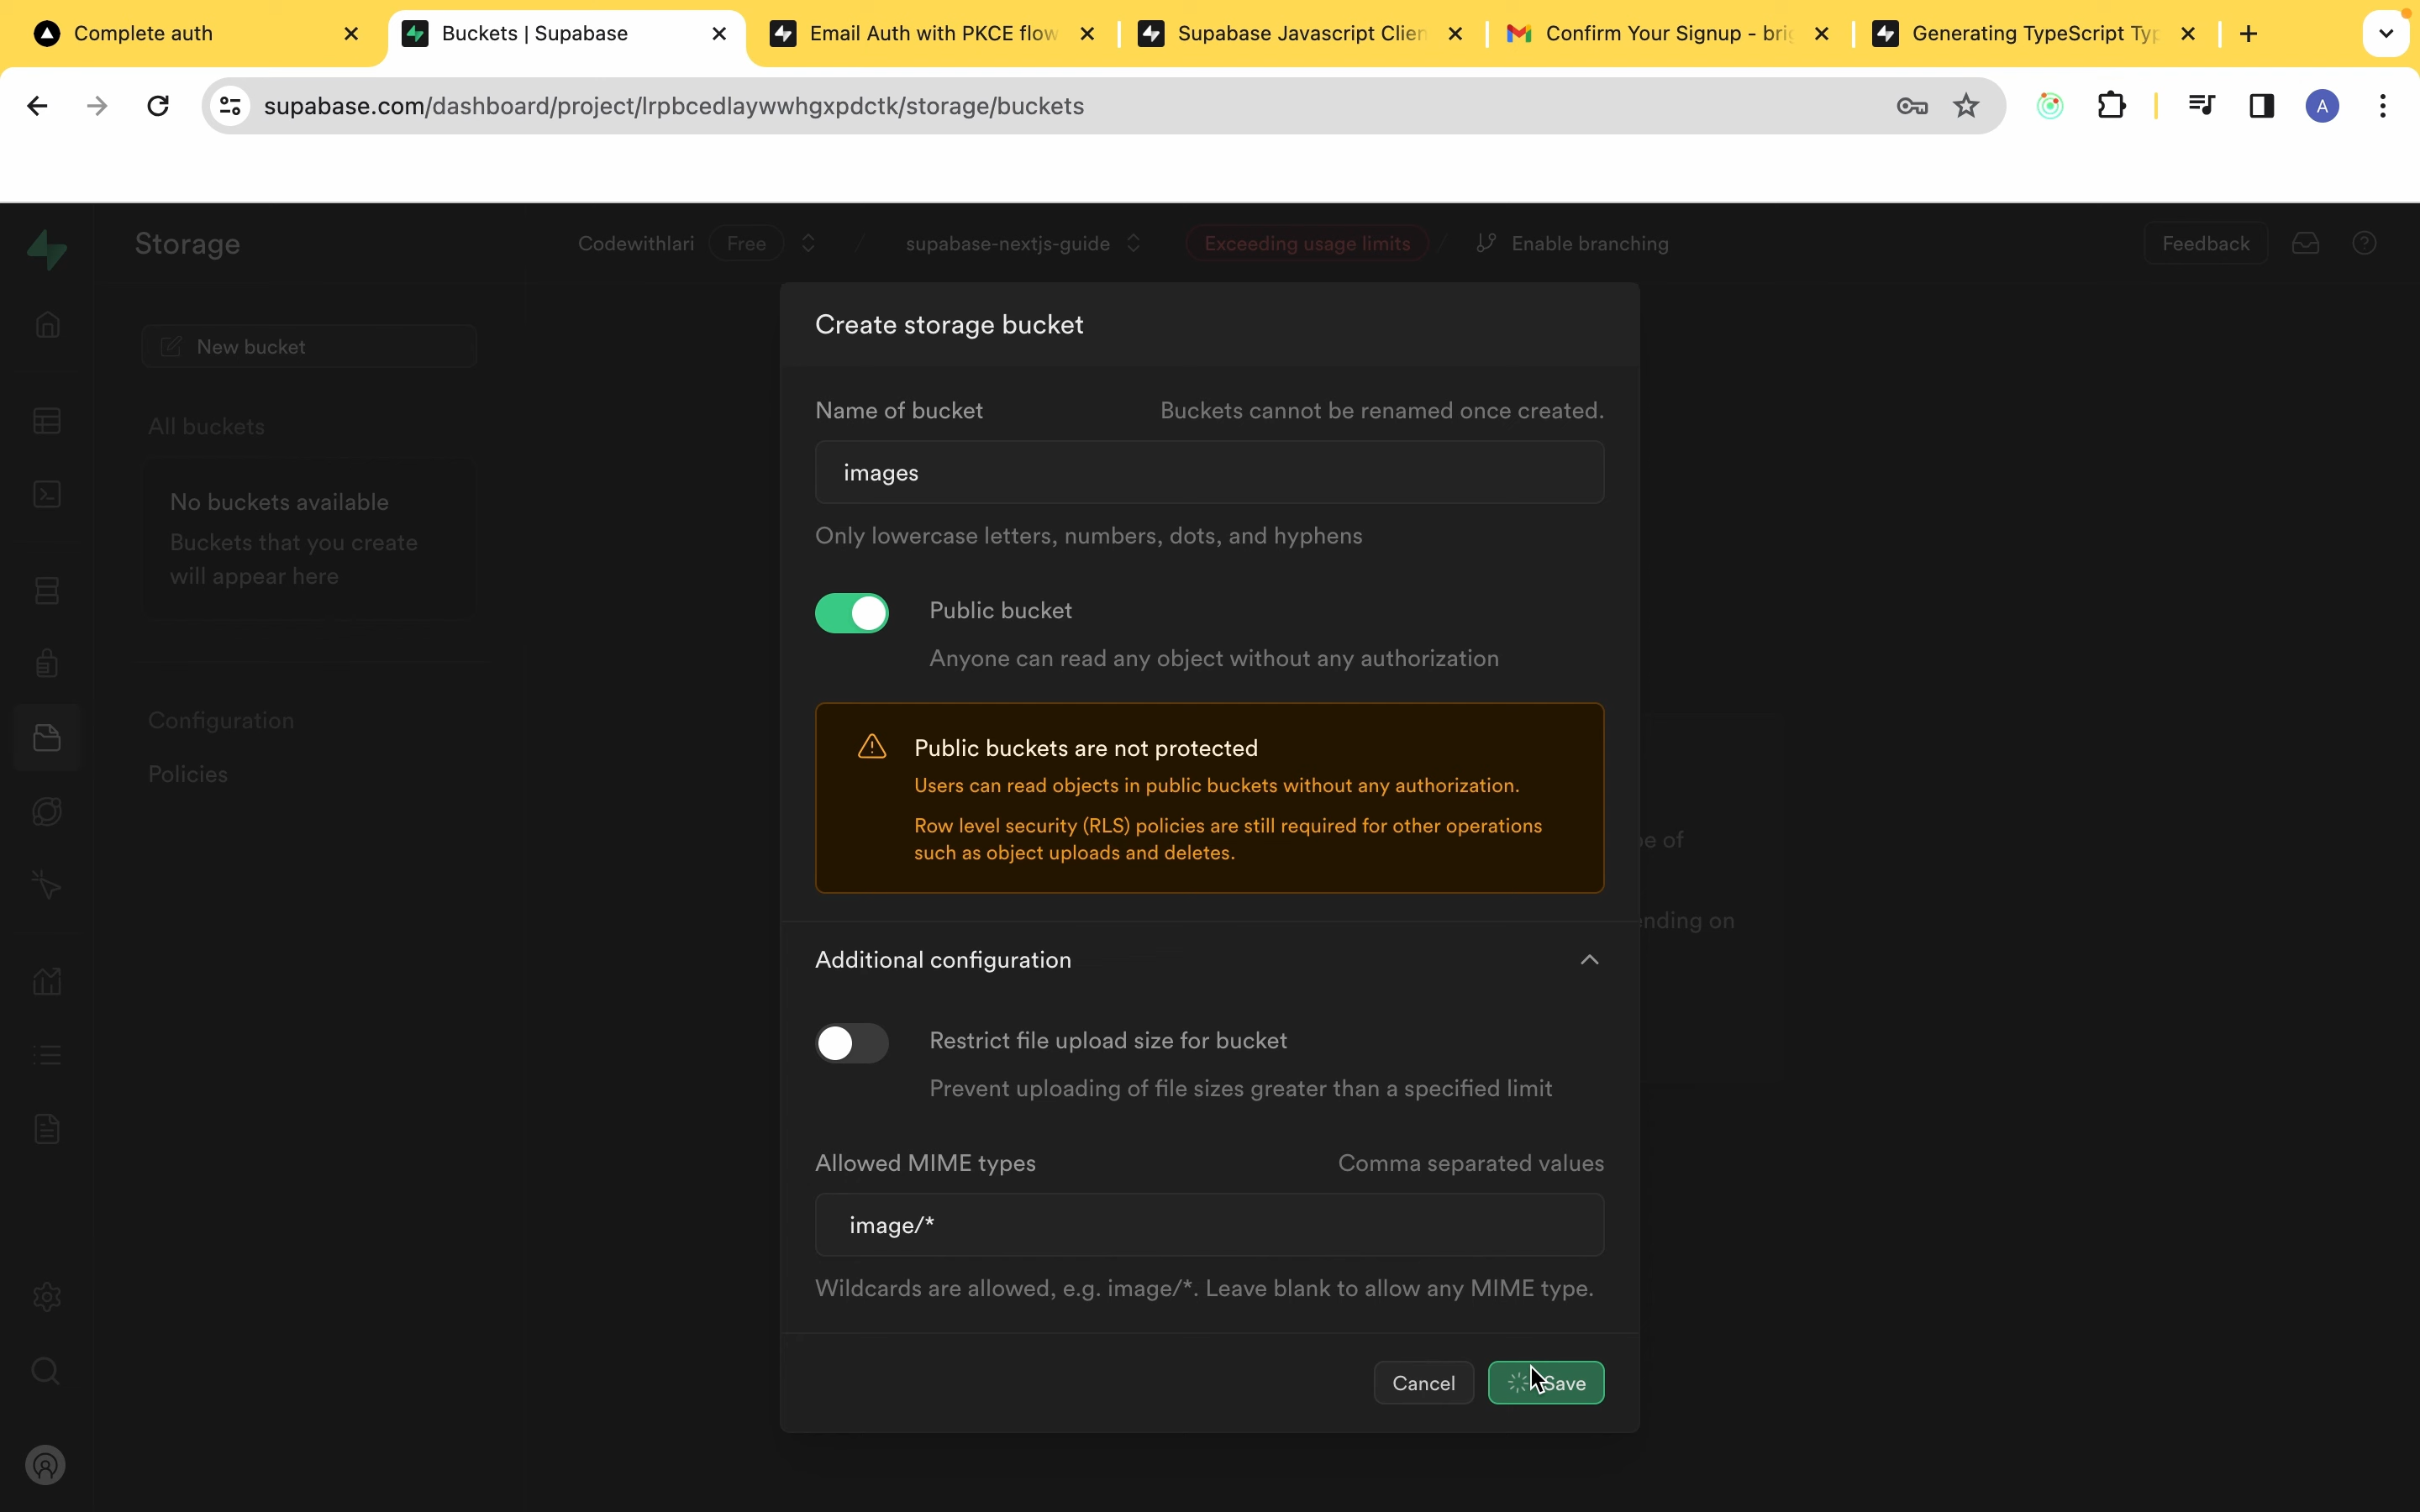 Complete auth
Buckets | Supabase
Email Auth with PKCE flow
Supabase Javascript Clien
Confirm Your Signup - brig
Generating TypeScript Typ
supabase.com/dashboard/project/lrpbcedlaywwhgxpdctk/storage/buckets
A
Storage
Codewithlari
Free
supabase-nextjs-guide
Exceeding usage limits
Enable branching
Feedback
New bucket
All buckets
No buckets available
Buckets that you create
will appear here
Configuration
Policies
Create storage bucket
Name of bucket
Buckets cannot be renamed once created.
images
Only lowercase letters, numbers, dots, and hyphens
Public bucket
Anyone can read any object without any authorization
Public buckets are not protected
Users can read objects in public buckets without any authorization.
Row level security (RLS) policies are still required for other operations
such as object uploads and deletes.
e of
ending on
Additional configuration
Restrict file upload size for bucket
Prevent uploading of file sizes greater than a specified limit
Allowed MIME types
Comma separated values
image/*
Wildcards are allowed, e.g. image/*. Leave blank to allow any MIME type.
Cancel
Save